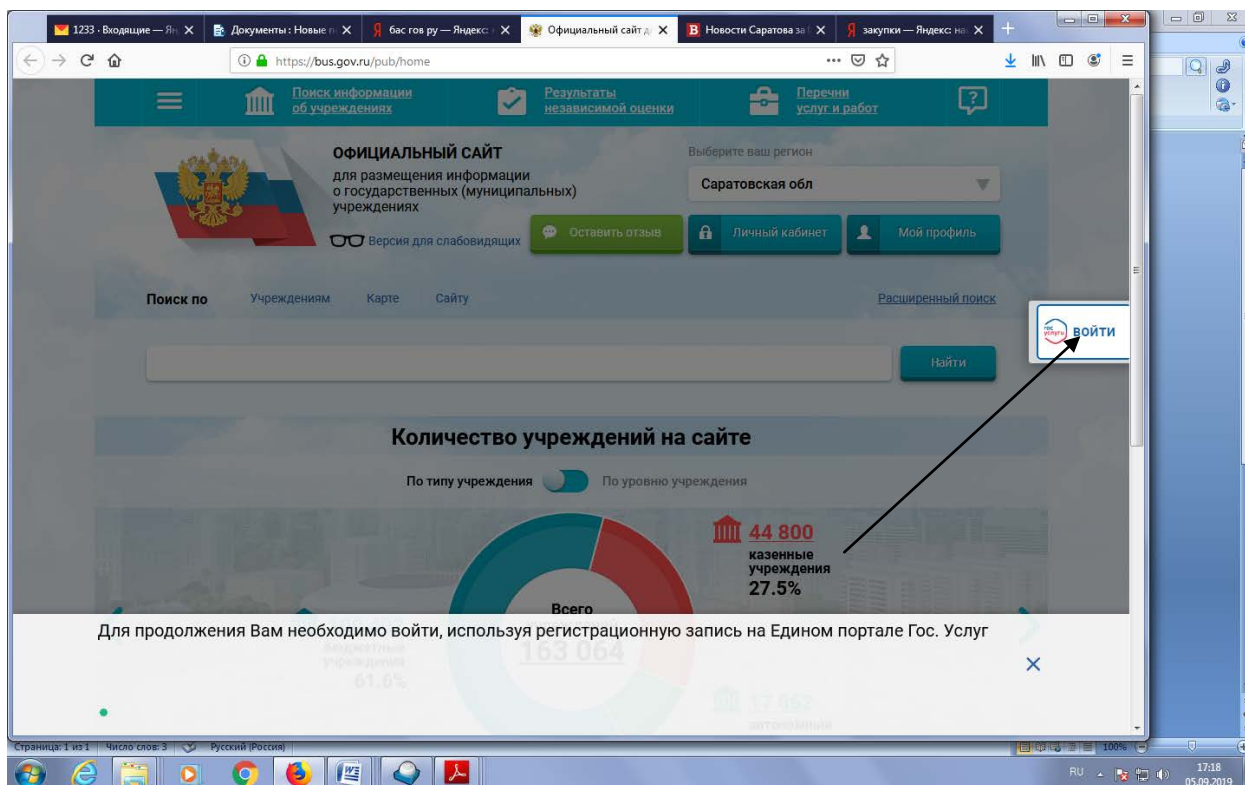 1233 · Входящие — Ян
Документы : Новые п
бас гов ру — Яндекс:
Официальный сайт д
Новости Саратова за
закупки — Яндекс: на
https://bus.gov.ru/pub/home
Поиск информации
об учреждениях
Результаты
независимой оценки
Перечни
услуг и работ
ОФИЦИАЛЬНЫЙ САЙТ
для размещения информации
о государственных (муниципальных)
учреждениях
Версия для слабовидящих
Выберите ваш регион
Саратовская обл
Оставить отзыв
Личный кабинет
Мой профиль
Поиск по
Учреждениям
Карте
Сайту
Расширенный поиск
гос
услуги
ВОЙТИ
Найти
Количество учреждений на сайте
По типу учреждения
По уровню учреждения
44 800
казенные
учреждения
27.5%
Всего
163 064
учреждения
61.6%
17 852
автономные
Для продолжения Вам необходимо войти, используя регистрационную запись на Едином портале Гос. Услуг
Страница: 1 из 1
Число слов: 3
Русский (Россия)
100%
RU
17:18
05.09.2019